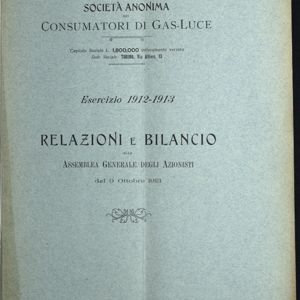 SOCIETÀ ANONIMA
DEI
CONSUMATORI DI GAS-LUCE
Capitale Sociale L. 1.800.000 interamente versato
Sede Sociale TORINO, Via Alfieri, 13
Esercizio 1912-1913
RELAZIONI E BILANCIO
ALLA
ASSEMBLEA GENERALE DEGLI AZIONISTI
del 9 Ottobre 1913